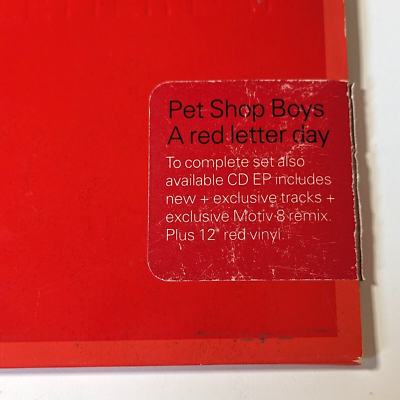 Pet Shop Boys
A red letter day
To complete set also
available CD EP includes
new + exclusive tracks +
exclusive Motiv·8 remix.
Plus 12" red vinyl.